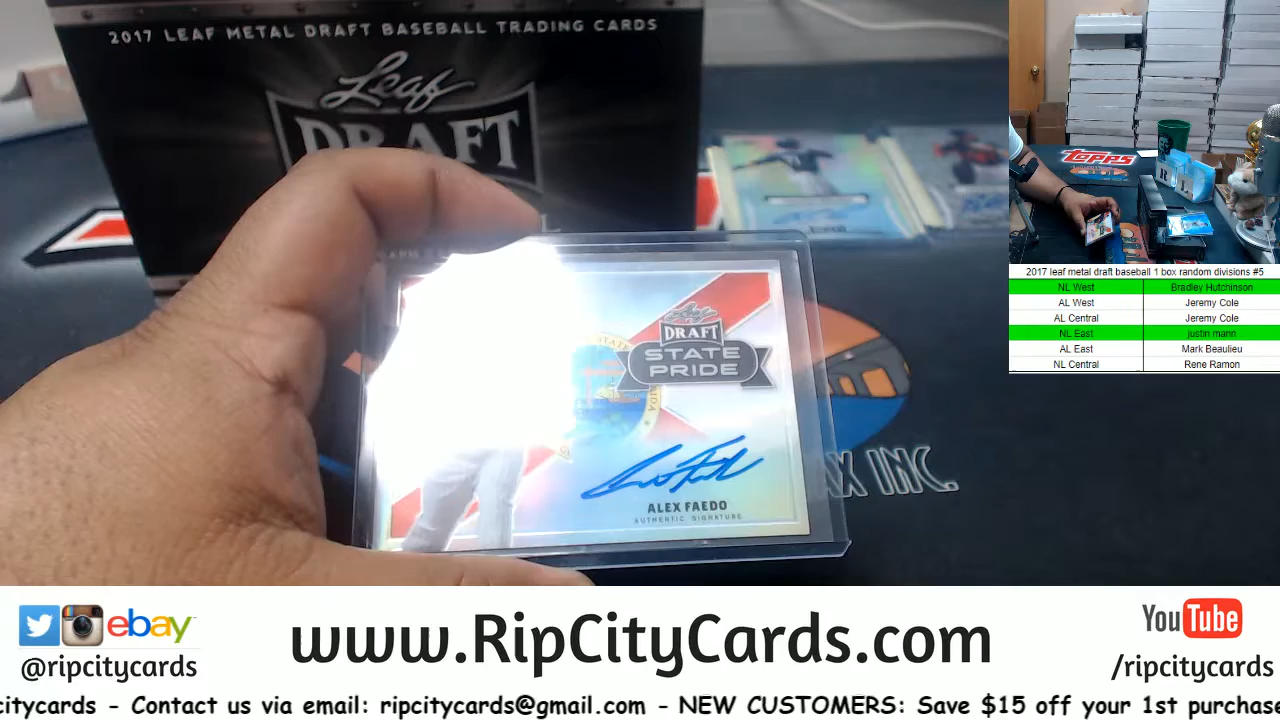 2017 LEAF METAL DRAFT BASEBALL TRADING CARDS
Leaf
DRAFT
Leaf
DRAFT
STATE
PRIDE
ALEX FAEDO
AUTHENTIC SIGNATURE
AX INC.
TOPPS
2017 leaf metal draft baseball 1 box random divisions #5
NL West Bradley Hutchinson
AL West Jeremy Cole
AL Central Jeremy Cole
NL East justin mann
AL East Mark Beaulieu
NL Central Rene Ramon
ebay
@ripcitycards
www.RipCityCards.com
YouTube
/ripcitycards
citycards - Contact us via email: ripcitycards@gmail.com - NEW CUSTOMERS: Save $15 off your 1st purchase